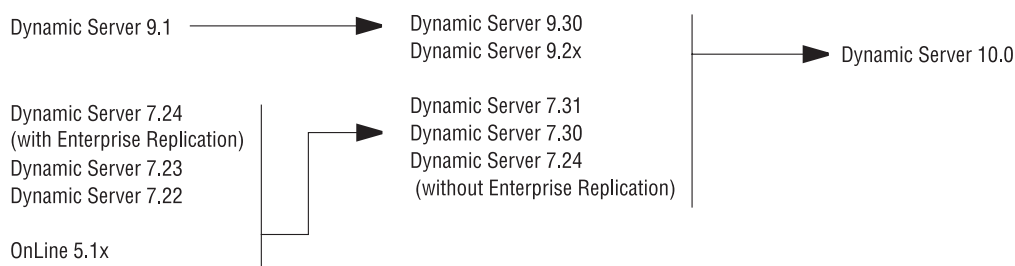 Dynamic Server 9.1
Dynamic Server 7.24
(with Enterprise Replication)
Dynamic Server 7.23
Dynamic Server 7.22
OnLine 5.1x
Dynamic Server 9.30
Dynamic Server 9.2x
Dynamic Server 7.31
Dynamic Server 7.30
Dynamic Server 7.24
(without Enterprise Replication)
Dynamic Server 10.0